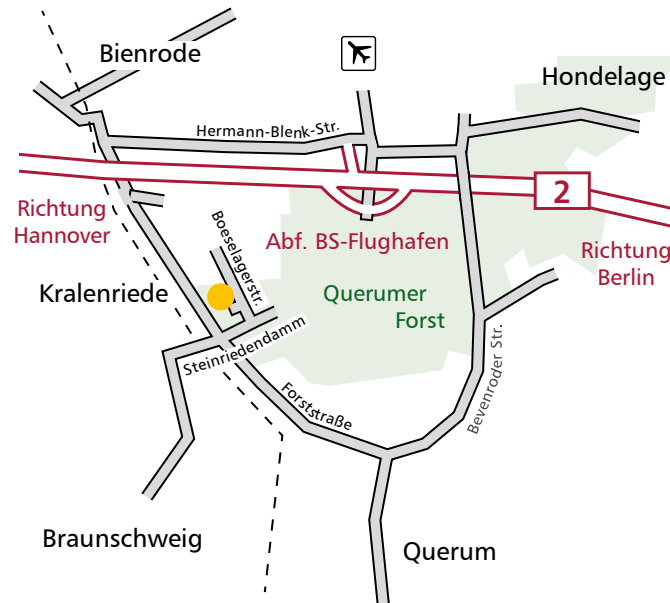 Bienrode
Hondelage
Hermann-Blenk-Str.
2
Richtung
Hannover
Boeselagerstr.
Abf. BS-Flughafen
Richtung
Berlin
Kralenriede
Querumer
Forst
Steinriedendamm
Bevenroder Str.
Forststraße
Braunschweig
Querum